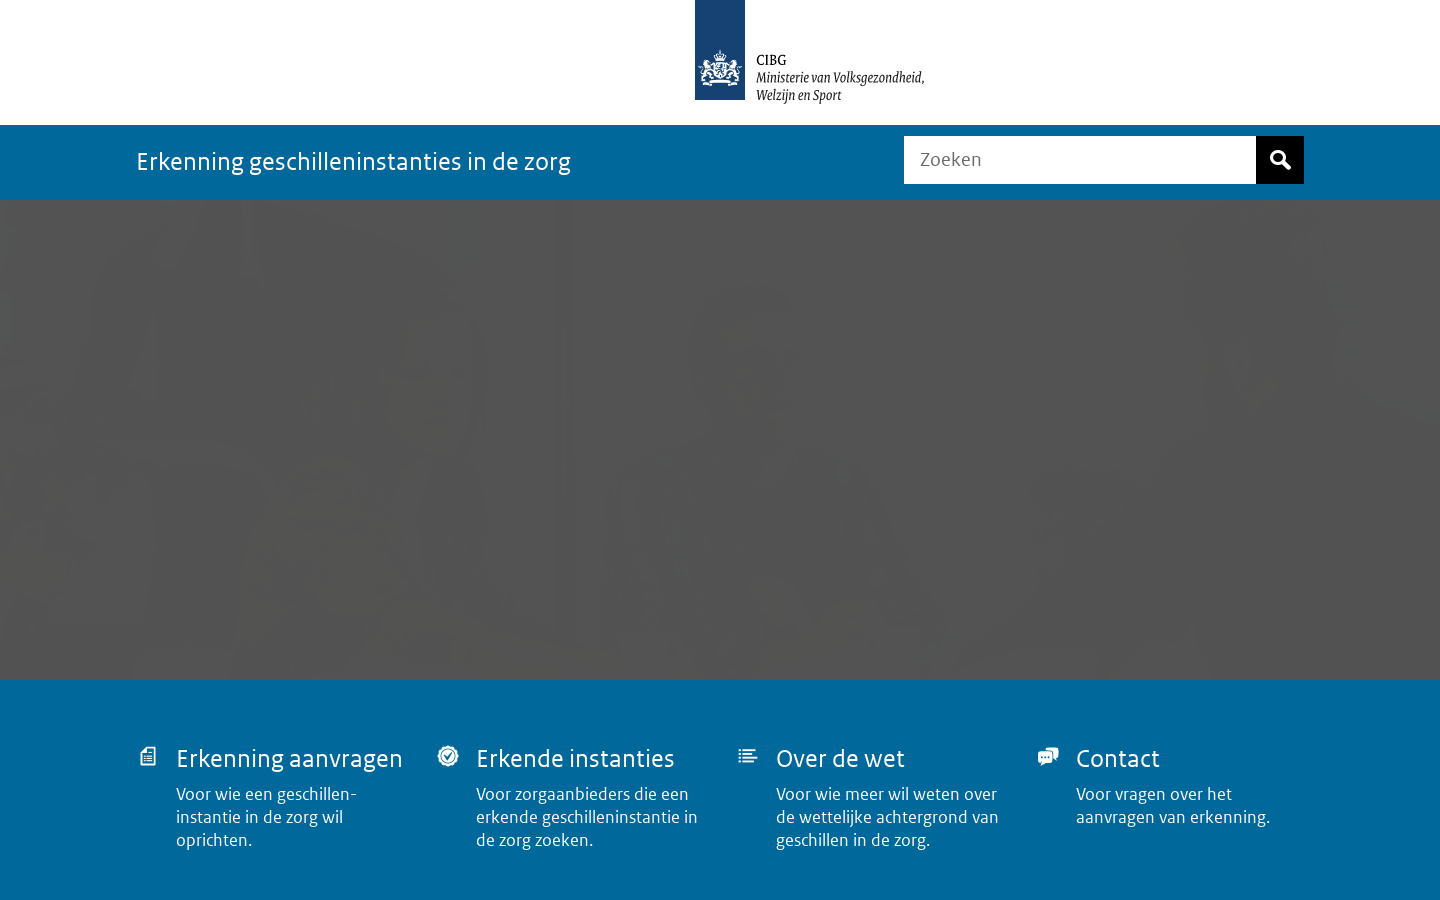 CIBG
Ministerie van Volksgezondheid,
Welzijn en Sport
Erkenning geschilleninstanties in de zorg
Zoeken
Erkenning aanvragen
Voor wie een geschillen-
instantie in de zorg wil
oprichten.
Erkende instanties
Voor zorgaanbieders die een
erkende geschilleninstantie in
de zorg zoeken.
Over de wet
Voor wie meer wil weten over
de wettelijke achtergrond van
geschillen in de zorg.
Contact
Voor vragen over het
aanvragen van erkenning.